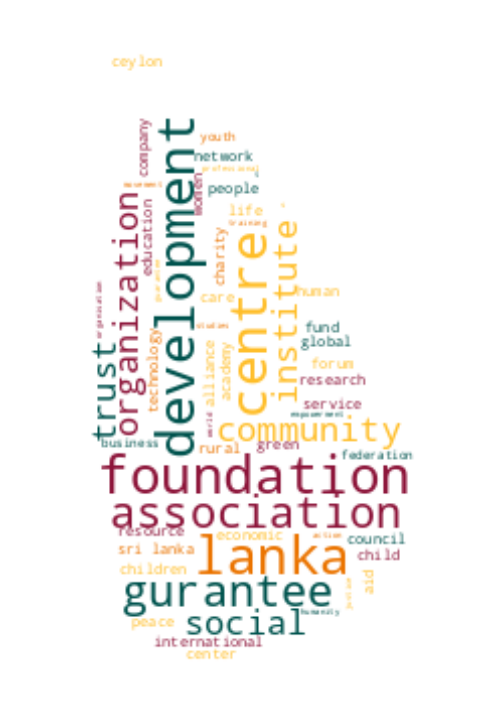 ceylon
company
youth
development
network
professional
movement
women
people
organization
education
life
training
charity
centre
institute
guarantee
organisation
care
human
trust
technology
studies
fund
global
alliance
academy
forum
research
service
world
empowerment
community
business
rural
green
federation
foundation
association
resource
economic
action
council
sri lanka
lanka
child
children
gurantee
aid
justice
humanity
peace
social
international
center